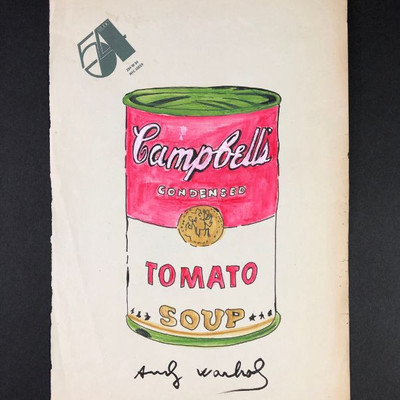 54
Campbell's
CONDENSED
TOMATO
SOUP
Andy Warhol